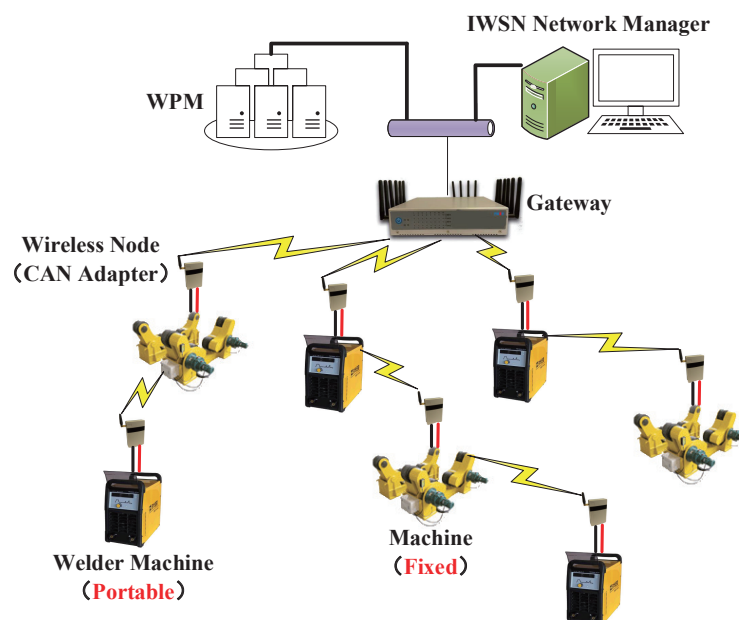 IWSN Network Manager
WPM
Gateway
Wireless Node
（CAN Adapter）
Machine
（Fixed）
Welder Machine
（Portable）